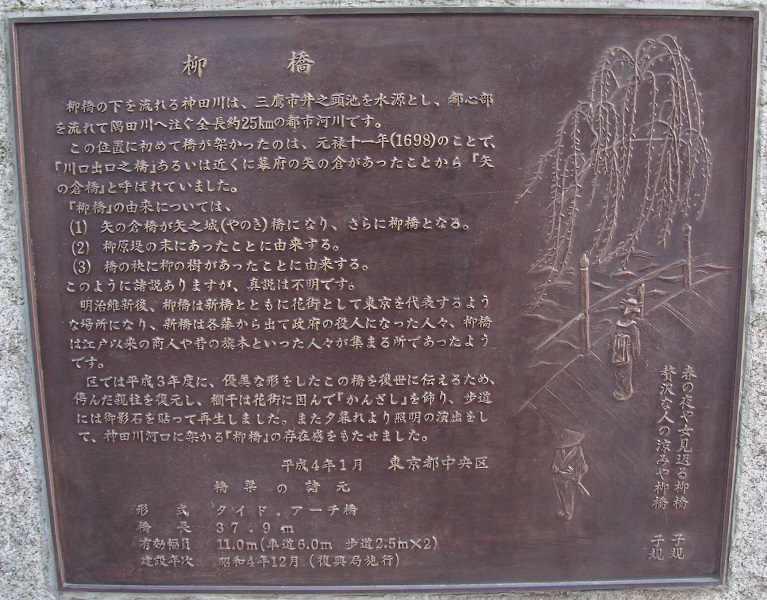 柳橋
柳橋の下を流れる神田川は、三鷹市井之頭池を水源とし、都心部
を流れて隅田川へ注ぐ全長約25kmの都市河川です。
この位置に初めて橋が架かったのは、元禄十一年(1698)のことで、
『川口出口之橋』あるいは近くに幕府の矢の倉があったことから『矢
の倉橋』と呼ばれていました。
『柳橋』の由来については、
(1) 矢の倉橋が矢之城(やのき)橋になり、さらに柳橋となる。
(2) 柳原堤の末にあったことに由来する。
(3) 橋の袂に柳の樹があったことに由来する。
このように諸説ありますが、真説は不明です。
明治維新後、柳橋は新橋とともに花街として東京を代表するよう
な場所になり、新橋は各藩から出て政府の役人になった人々、柳橋
は江戸以来の商人や昔の旗本といった人々が集まる所であったよう
です。
区では平成3年度に、優美な形をしたこの橋を後世に伝えるため、
傷んだ親柱を復元し、欄干は花街に因んで『かんざし』を飾り、歩道
には御影石を貼って再生しました。また夕暮れより照明の演出をし
て、神田川河口に架かる『柳橋』の存在感をもたせました。
平成4年1月 東京都中央区
橋梁の諸元
形式 タイド．アーチ橋
橋長 37.9m
有効幅員 11.0m(車道6.0m 歩道2.5m×2)
建設年次 昭和4年12月(復興局施行)
春の夜や女見返る柳橋 子規
贅沢な人の涼みや柳橋 子規